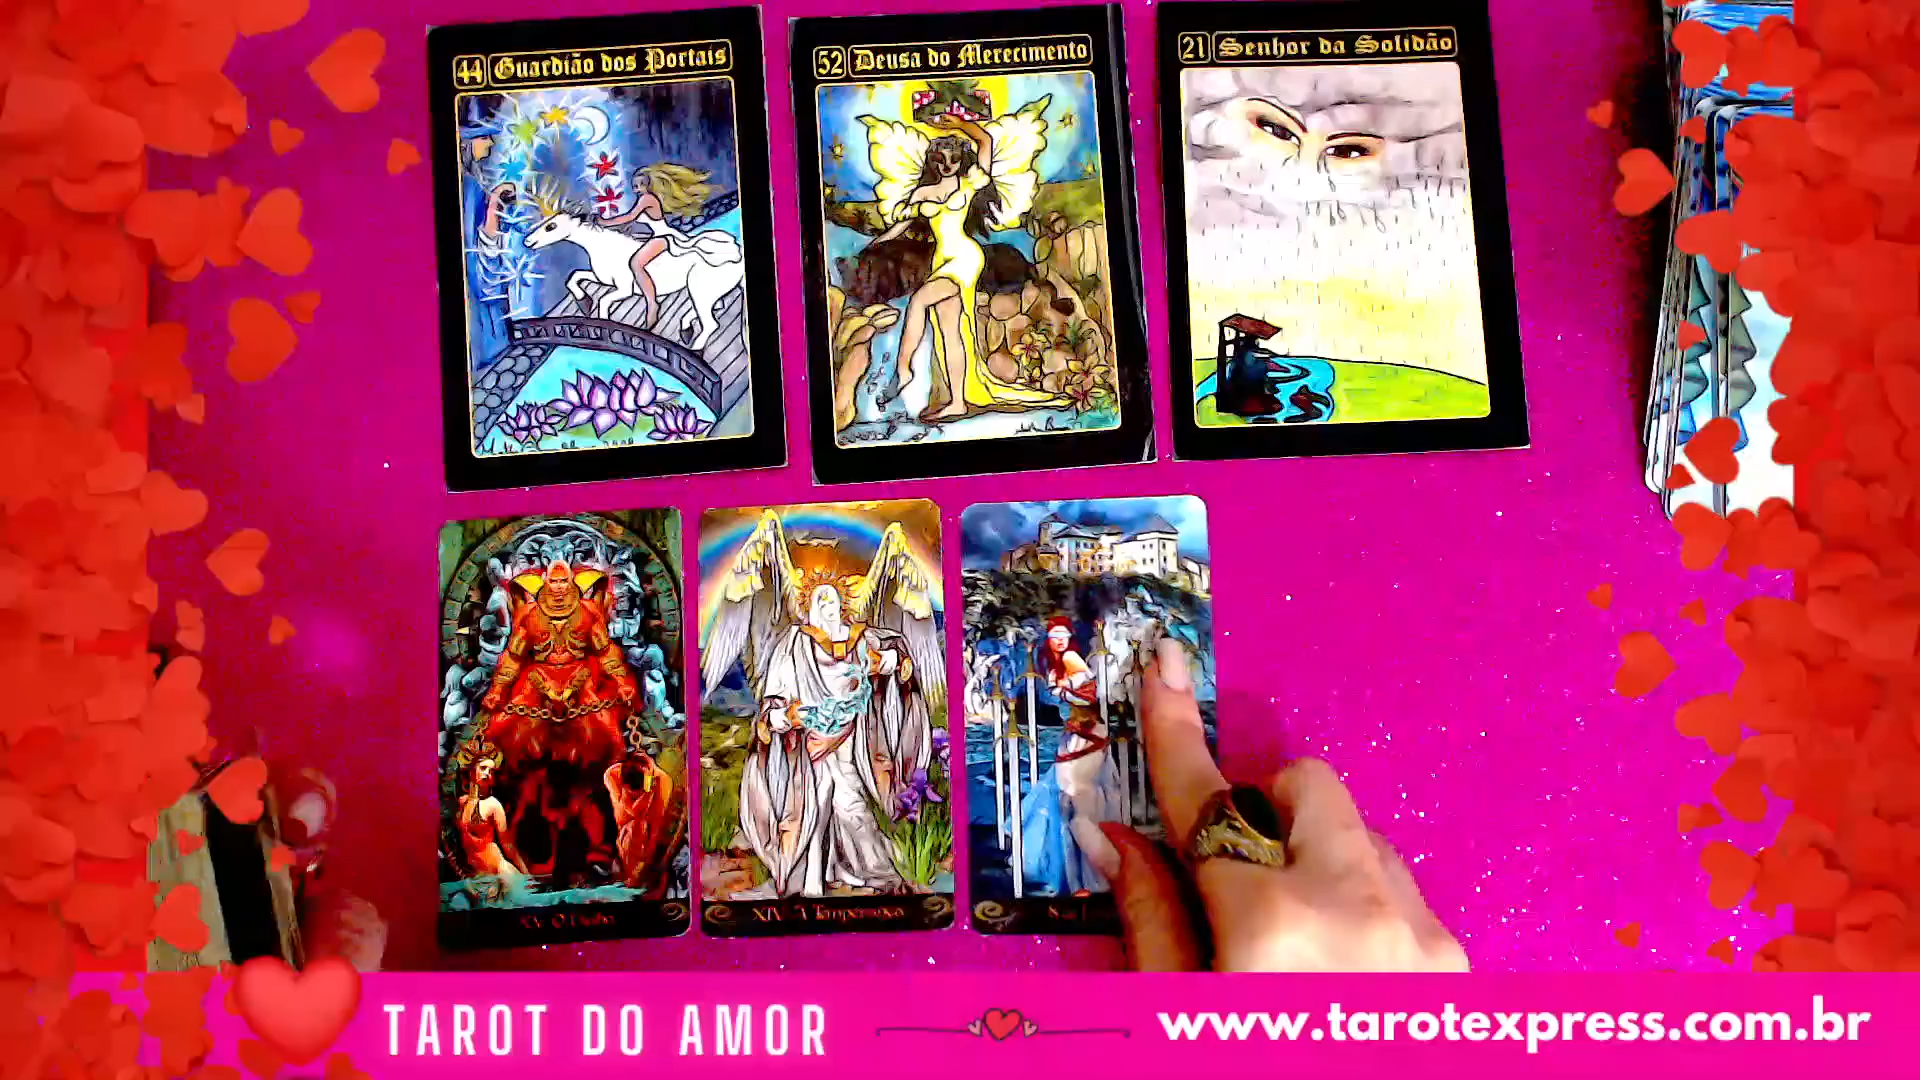 44 Guardião dos Portais
52 Deusa do Merecimento
21 Senhor da Solidão
XV O Diabo
XIV A Temperança
TAROT DO AMOR
www.tarotexpress.com.br